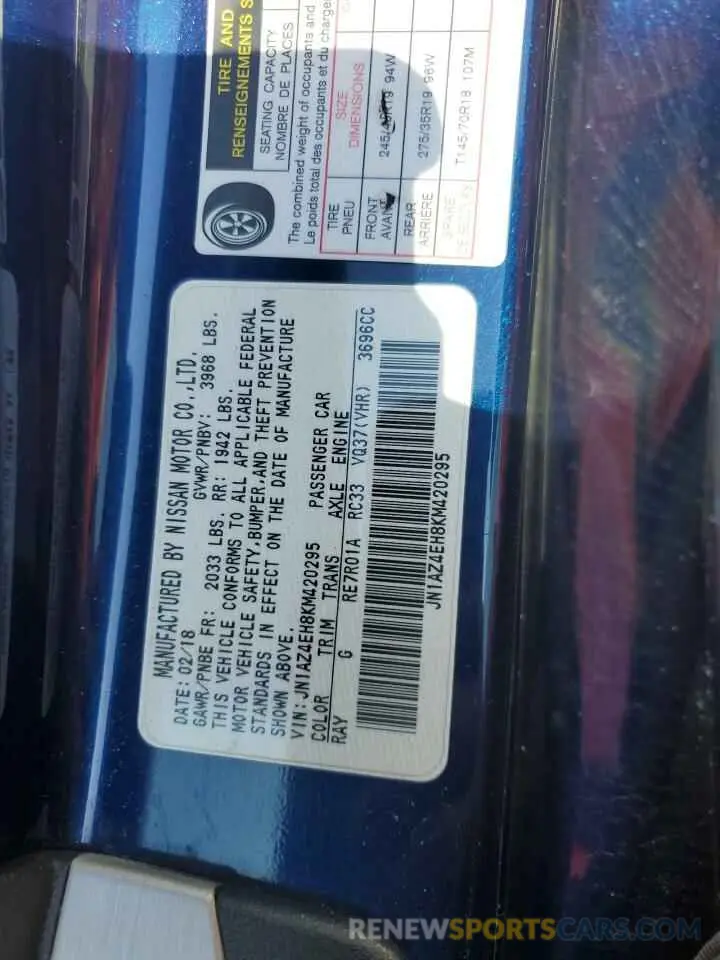 TIRE AND
RENSEIGNEMENTS S
SEATING CAPACITY
NOMBRE DE PLACES
The combined weight of occupants and
Le poids total des occupants et du charge
TIRE
PNEU
SIZE
DIMENSIONS
FRONT
AVANT
245/40R19 94W
REAR
ARRIERE
275/35R19 96W
SPARE
DE SECOURS
T145/70R18 107M
MANUFACTURED BY NISSAN MOTOR CO.,LTD.
DATE: 02/18 GVWR/PNBV: 3968 LBS.
GAWR/PNBE FR: 2033 LBS. RR: 1942 LBS.
THIS VEHICLE CONFORMS TO ALL APPLICABLE FEDERAL
MOTOR VEHICLE SAFETY,BUMPER,AND THEFT PREVENTION
STANDARDS IN EFFECT ON THE DATE OF MANUFACTURE
SHOWN ABOVE.
VIN:JN1AZ4EH8KM420295 PASSENGER CAR
COLOR TRIM TRANS AXLE ENGINE
RAY G RE7R01A RC33 VQ37(VHR) 3696CC
JN1AZ4EH8KM420295
RENEWSPORTSCARS.COM